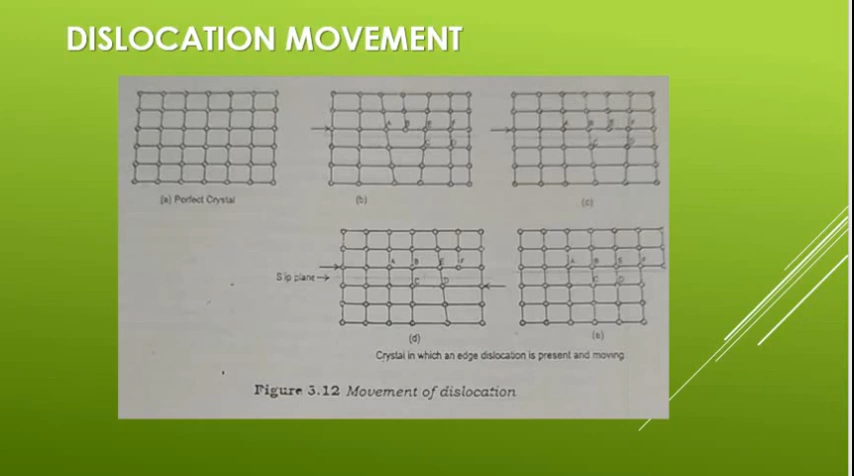 DISLOCATION MOVEMENT
(a) Perfect Crystal
(b)
(c)
A B E F
C D
A B E F
C D
Slip plane
A B E F
C D
A B E F
C D
(d)
(e)
Crystal in which an edge dislocation is present and moving
Figure 3.12 Movement of dislocation